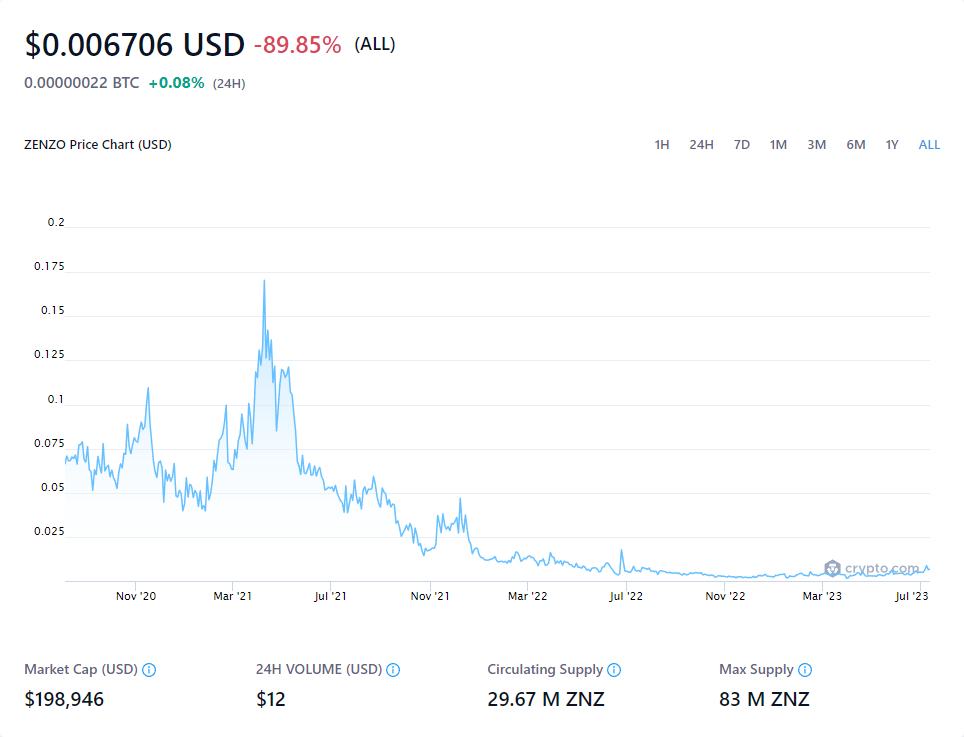 $0.006706 USD -89.85% (ALL)
0.00000022 BTC +0.08% (24H)
ZENZO Price Chart (USD) 1H 24H 7D 1M 3M 6M 1Y ALL
0.2
0.175
0.15
0.125
0.1
0.075
0.05
0.025
crypto.com
Nov '20 Mar '21 Jul '21 Nov '21 Mar '22 Jul '22 Nov '22 Mar '23 Jul '23
Market Cap (USD) 24H VOLUME (USD) Circulating Supply Max Supply
$198,946 $12 29.67 M ZNZ 83 M ZNZ